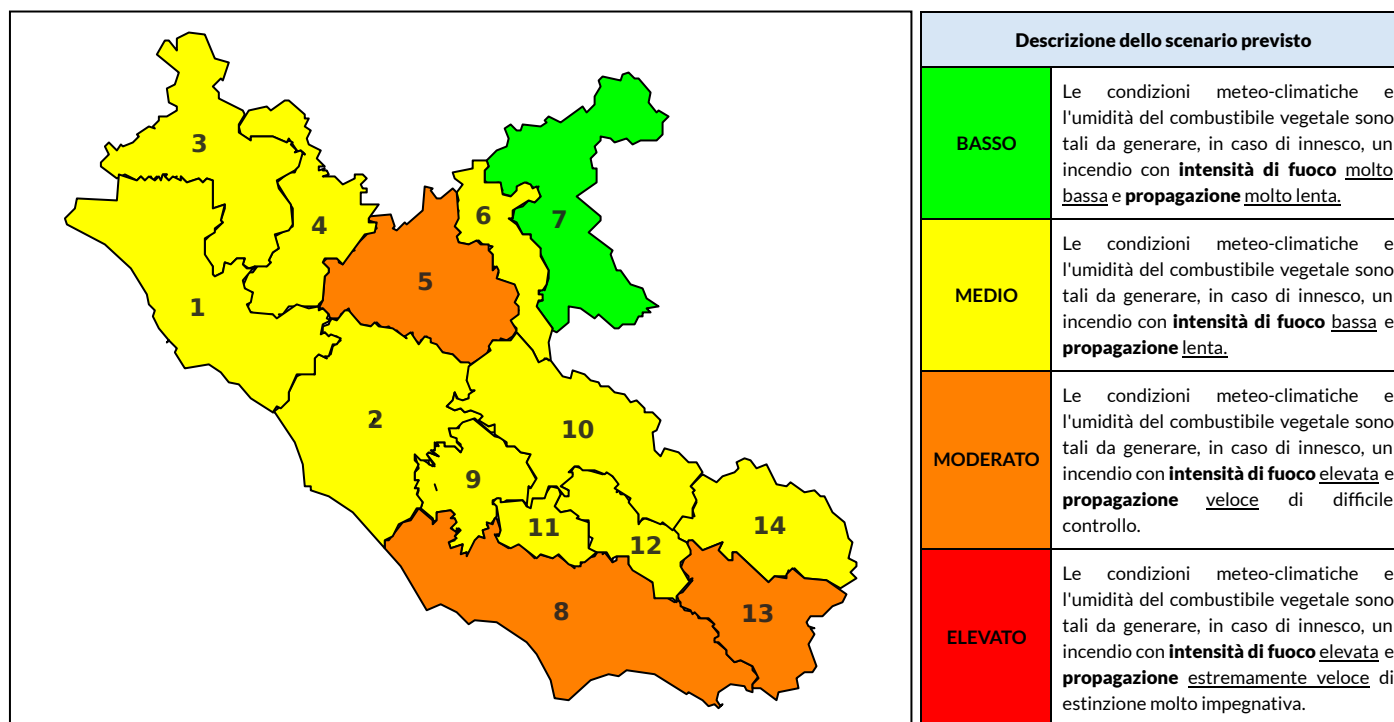 3
4
6
7
5
1
2
10
9
11
12
14
8
13
Descrizione dello scenario previsto
BASSO
Le condizioni meteo-climatiche e
l'umidità del combustibile vegetale sono
tali da generare, in caso di innesco, un
incendio con intensità di fuoco molto
bassa e propagazione molto lenta.
MEDIO
Le condizioni meteo-climatiche e
l'umidità del combustibile vegetale sono
tali da generare, in caso di innesco, un
incendio con intensità di fuoco bassa e
propagazione lenta.
MODERATO
Le condizioni meteo-climatiche e
l'umidità del combustibile vegetale sono
tali da generare, in caso di innesco, un
incendio con intensità di fuoco elevata e
propagazione veloce di difficile
controllo.
ELEVATO
Le condizioni meteo-climatiche e
l'umidità del combustibile vegetale sono
tali da generare, in caso di innesco, un
incendio con intensità di fuoco elevata e
propagazione estremamente veloce di
estinzione molto impegnativa.